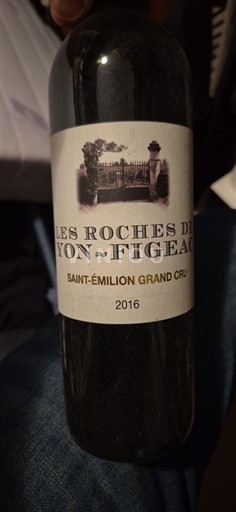 LES ROCHES DE
YON-FIGEAC
SAINT-ÉMILION GRAND CRU
2016